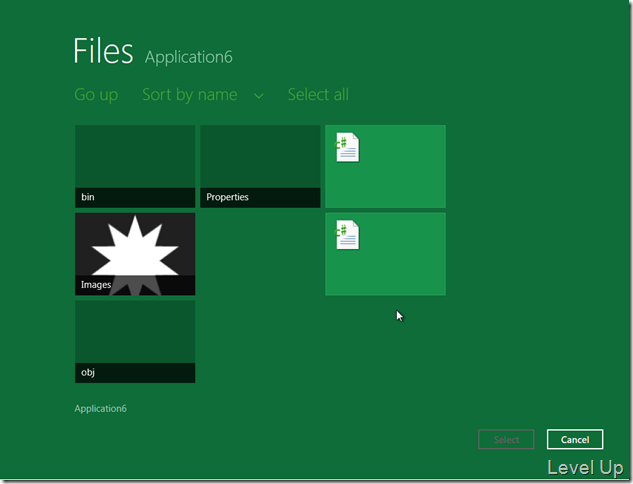 Files Application6
Go up Sort by name Select all
bin Properties
C#
Images
C#
obj
Application6
Select Cancel
Level Up